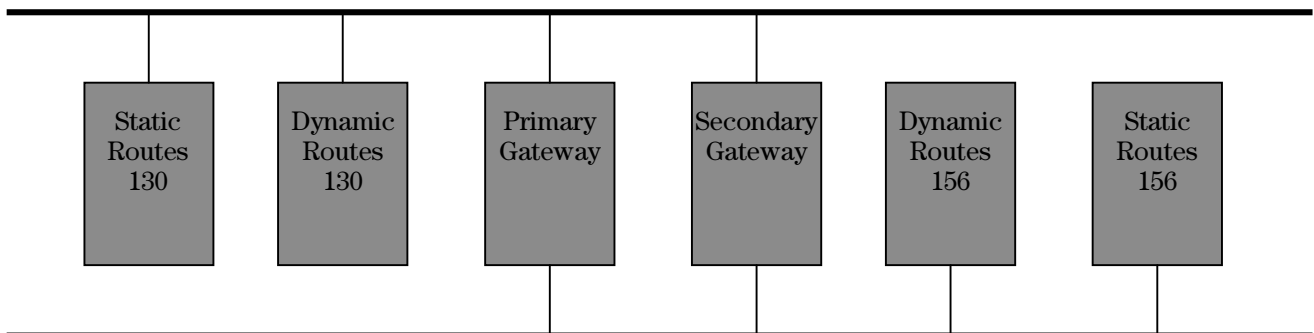 Static
Routes
130
Dynamic
Routes
130
Primary
Gateway
Secondary
Gateway
Dynamic
Routes
156
Static
Routes
156